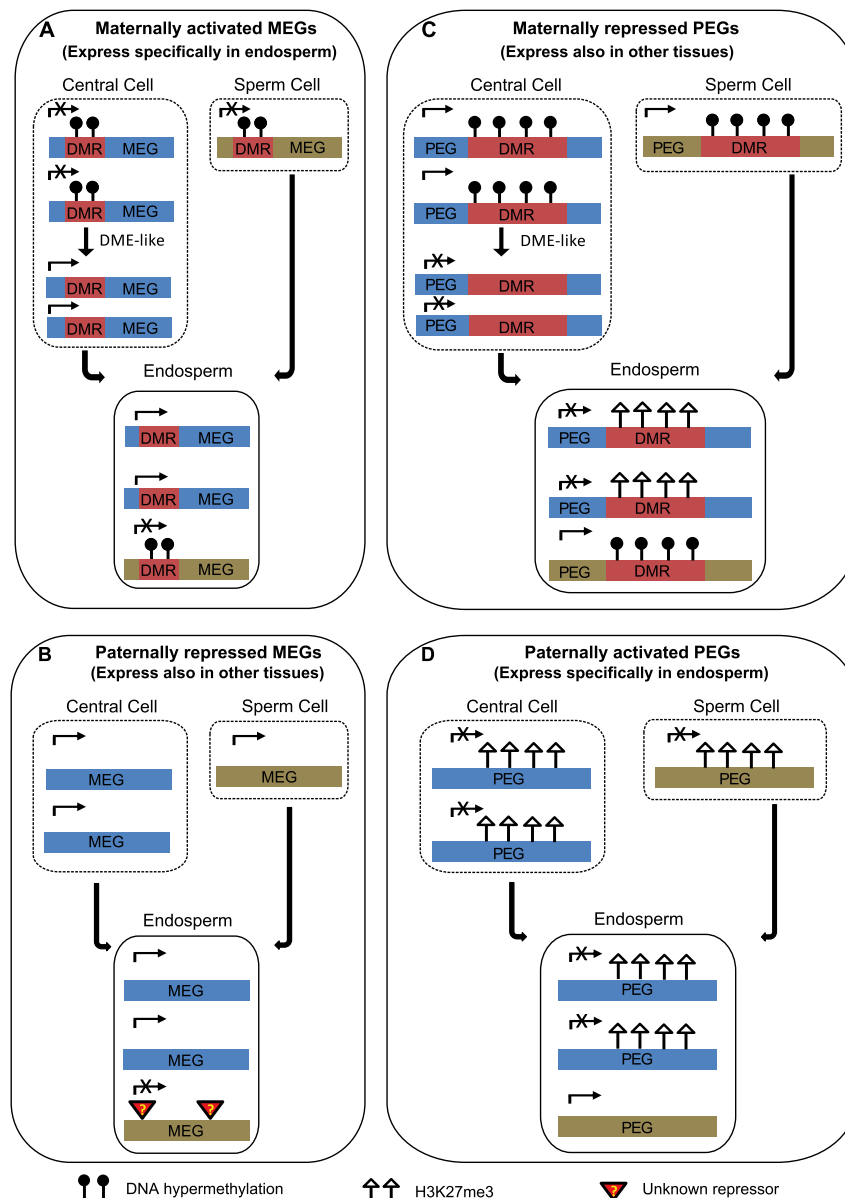 A
Maternally activated MEGs
(Express specifically in endosperm)
Central Cell
Sperm Cell
DMR MEG
DMR MEG
DMR MEG
DME-like
DMR MEG
DMR MEG
Endosperm
DMR MEG
DMR MEG
DMR MEG
C
Maternally repressed PEGs
(Express also in other tissues)
Central Cell
Sperm Cell
PEG DMR
PEG DMR
PEG DMR
DME-like
PEG DMR
PEG DMR
Endosperm
PEG DMR
PEG DMR
PEG DMR
B
Paternally repressed MEGs
(Express also in other tissues)
Central Cell
Sperm Cell
MEG
MEG
MEG
Endosperm
MEG
MEG
? ?
MEG
D
Paternally activated PEGs
(Express specifically in endosperm)
Central Cell
Sperm Cell
PEG
PEG
PEG
Endosperm
PEG
PEG
PEG
DNA hypermethylation
H3K27me3
? Unknown repressor